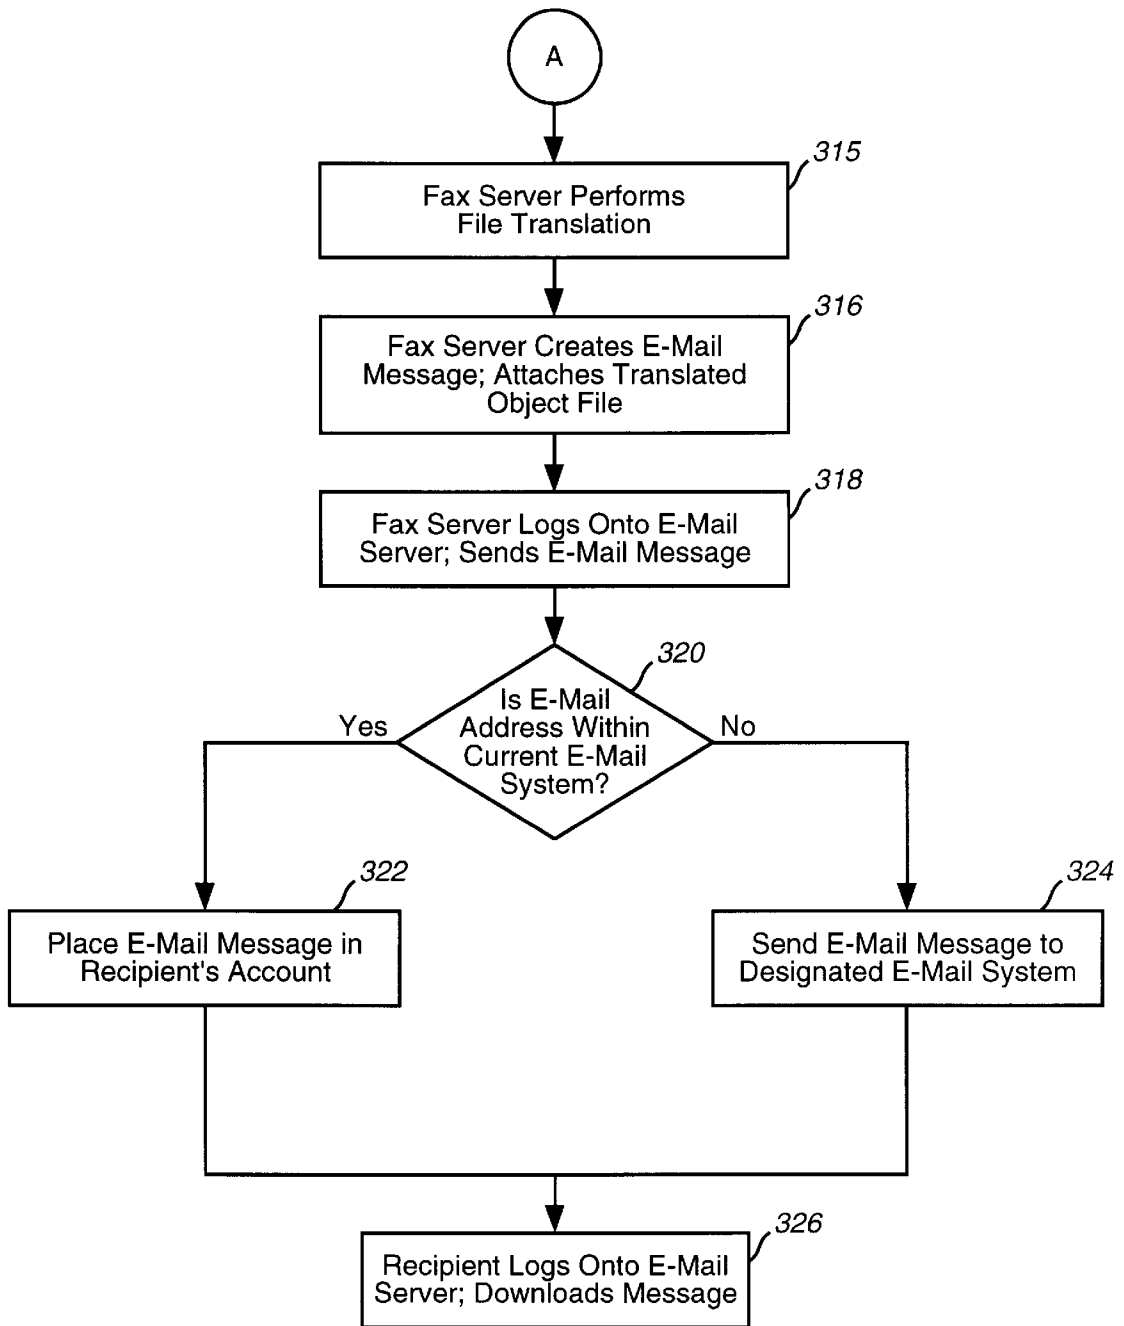 A
315
Fax Server Performs
File Translation
316
Fax Server Creates E-Mail
Message; Attaches Translated
Object File
318
Fax Server Logs Onto E-Mail
Server; Sends E-Mail Message
320
Is E-Mail
Address Within
Current E-Mail
System?
Yes
No
322
Place E-Mail Message in
Recipient's Account
324
Send E-Mail Message to
Designated E-Mail System
326
Recipient Logs Onto E-Mail
Server; Downloads Message